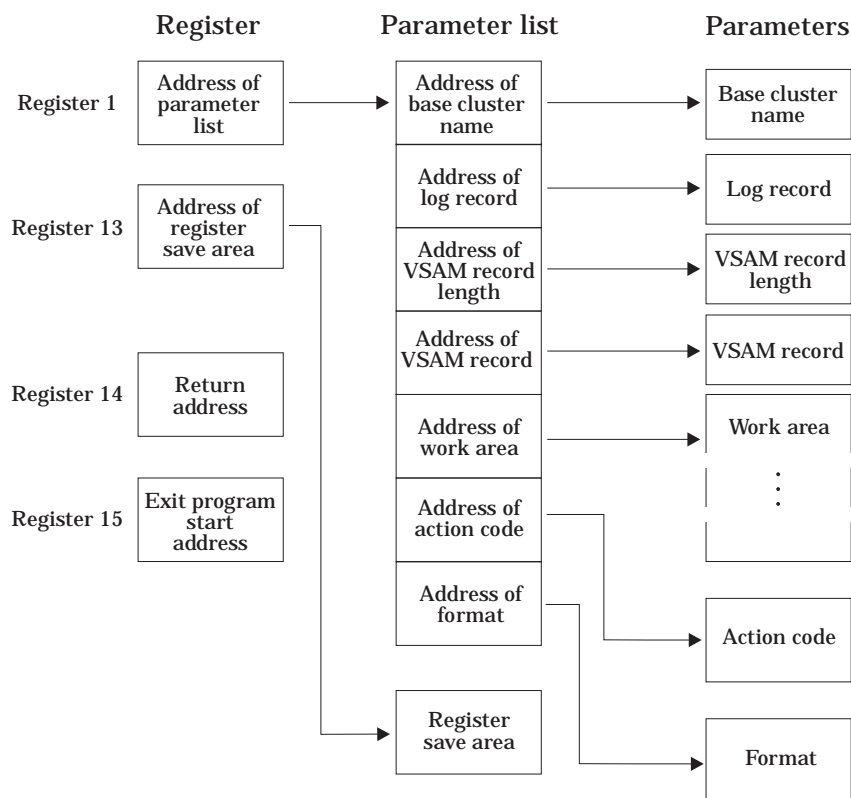 Register
Parameter list
Parameters
Register 1
Address of
parameter
list
Address of
base cluster
name
Base cluster
name
Address of
log record
Log record
Register 13
Address of
register
save area
Address of
VSAM record
length
VSAM record
length
Address of
VSAM record
VSAM record
Register 14
Return
address
Address of
work area
Work area
Register 15
Exit program
start
address
Address of
action code
Address of
format
Action code
Register
save area
Format